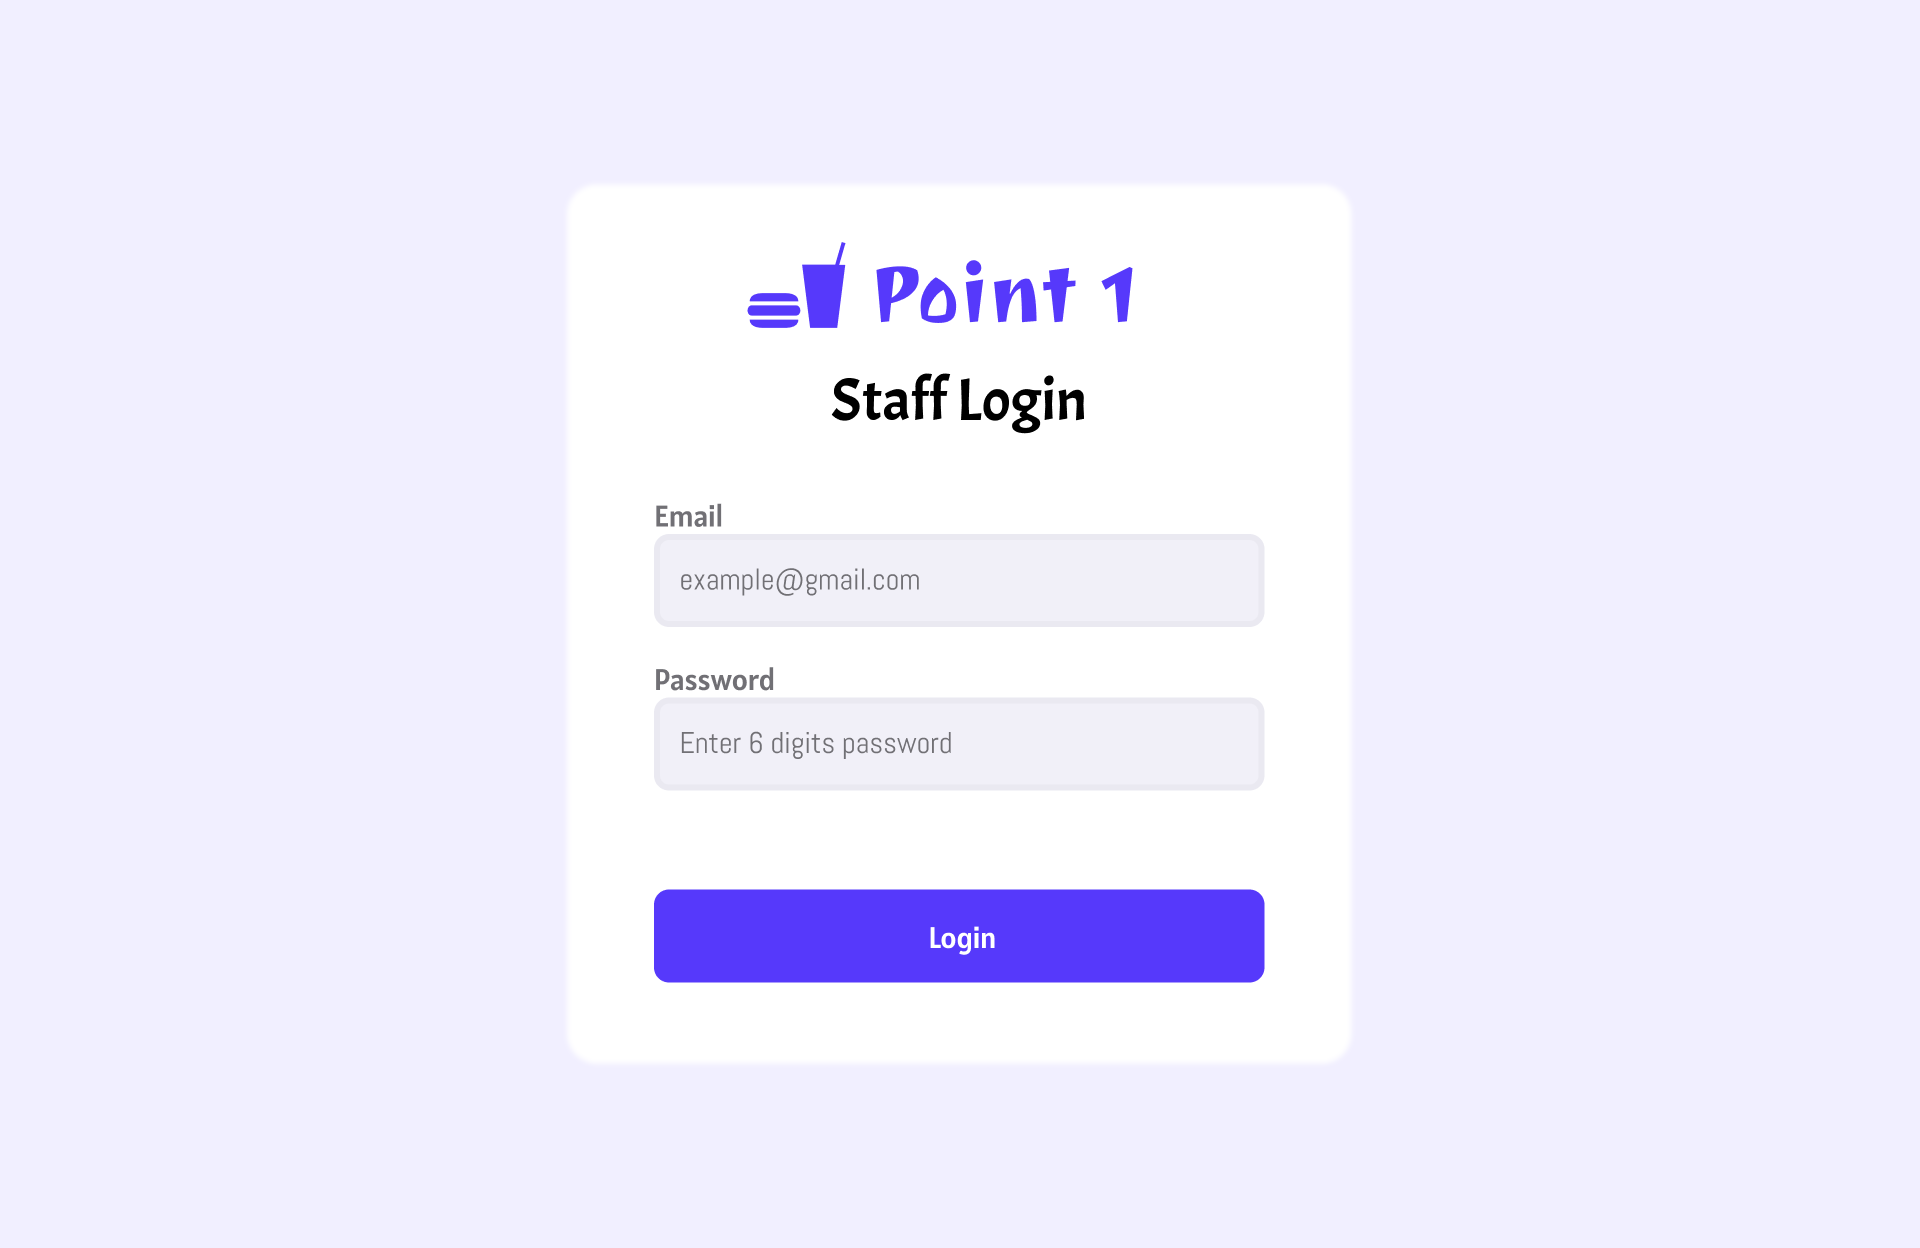 Point 1
Staff Login
Email
example@gmail.com
Password
Enter 6 digits password
Login